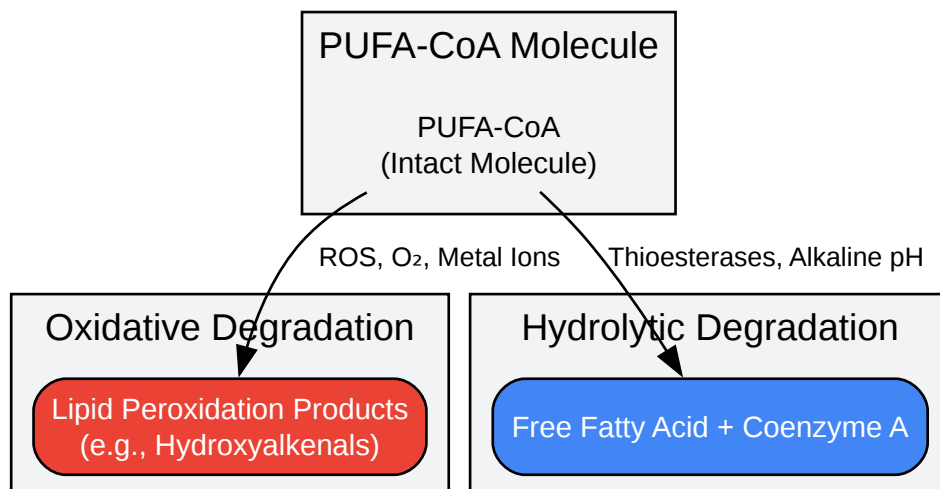 PUFA-CoA Molecule
PUFA-CoA
(Intact Molecule)
ROS, O₂, Metal Ions
Thioesterases, Alkaline pH
Oxidative Degradation
Lipid Peroxidation Products
(e.g., Hydroxyalkenals)
Hydrolytic Degradation
Free Fatty Acid + Coenzyme A